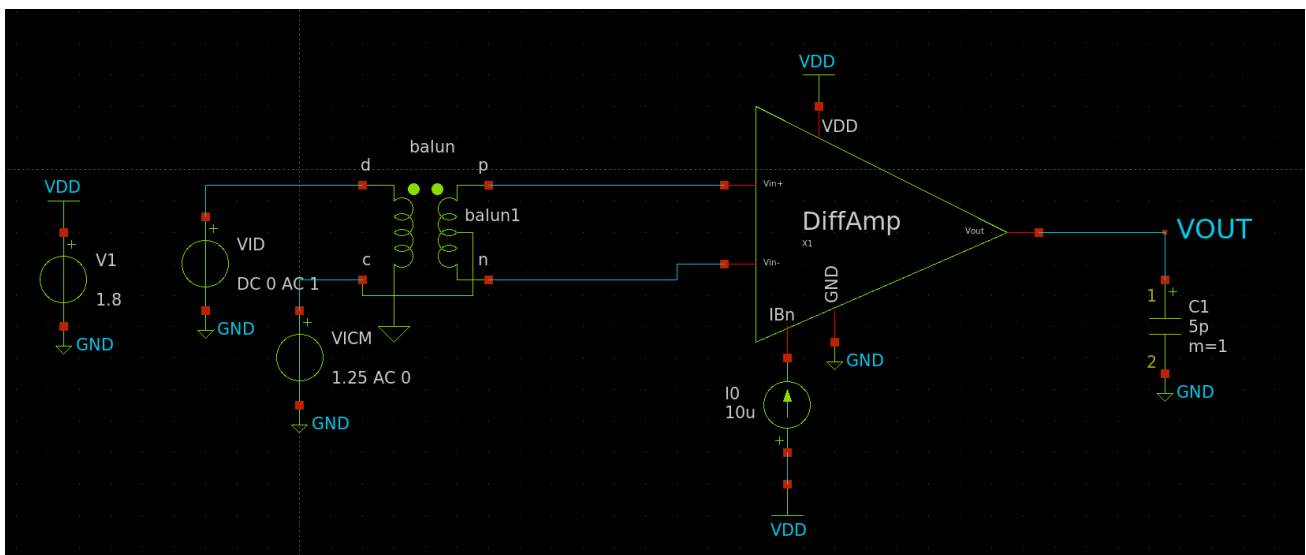 VDD
V1
1.8
GND
VID
DC 0 AC 1
GND
VICM
1.25 AC 0
GND
balun
d
p
balun1
c
n
VDD
VDD
Vin+
DiffAmp
X1
Vout
Vin-
GND
IBn
GND
I0
10u
VDD
VOUT
1
C1
5p
m=1
2
GND